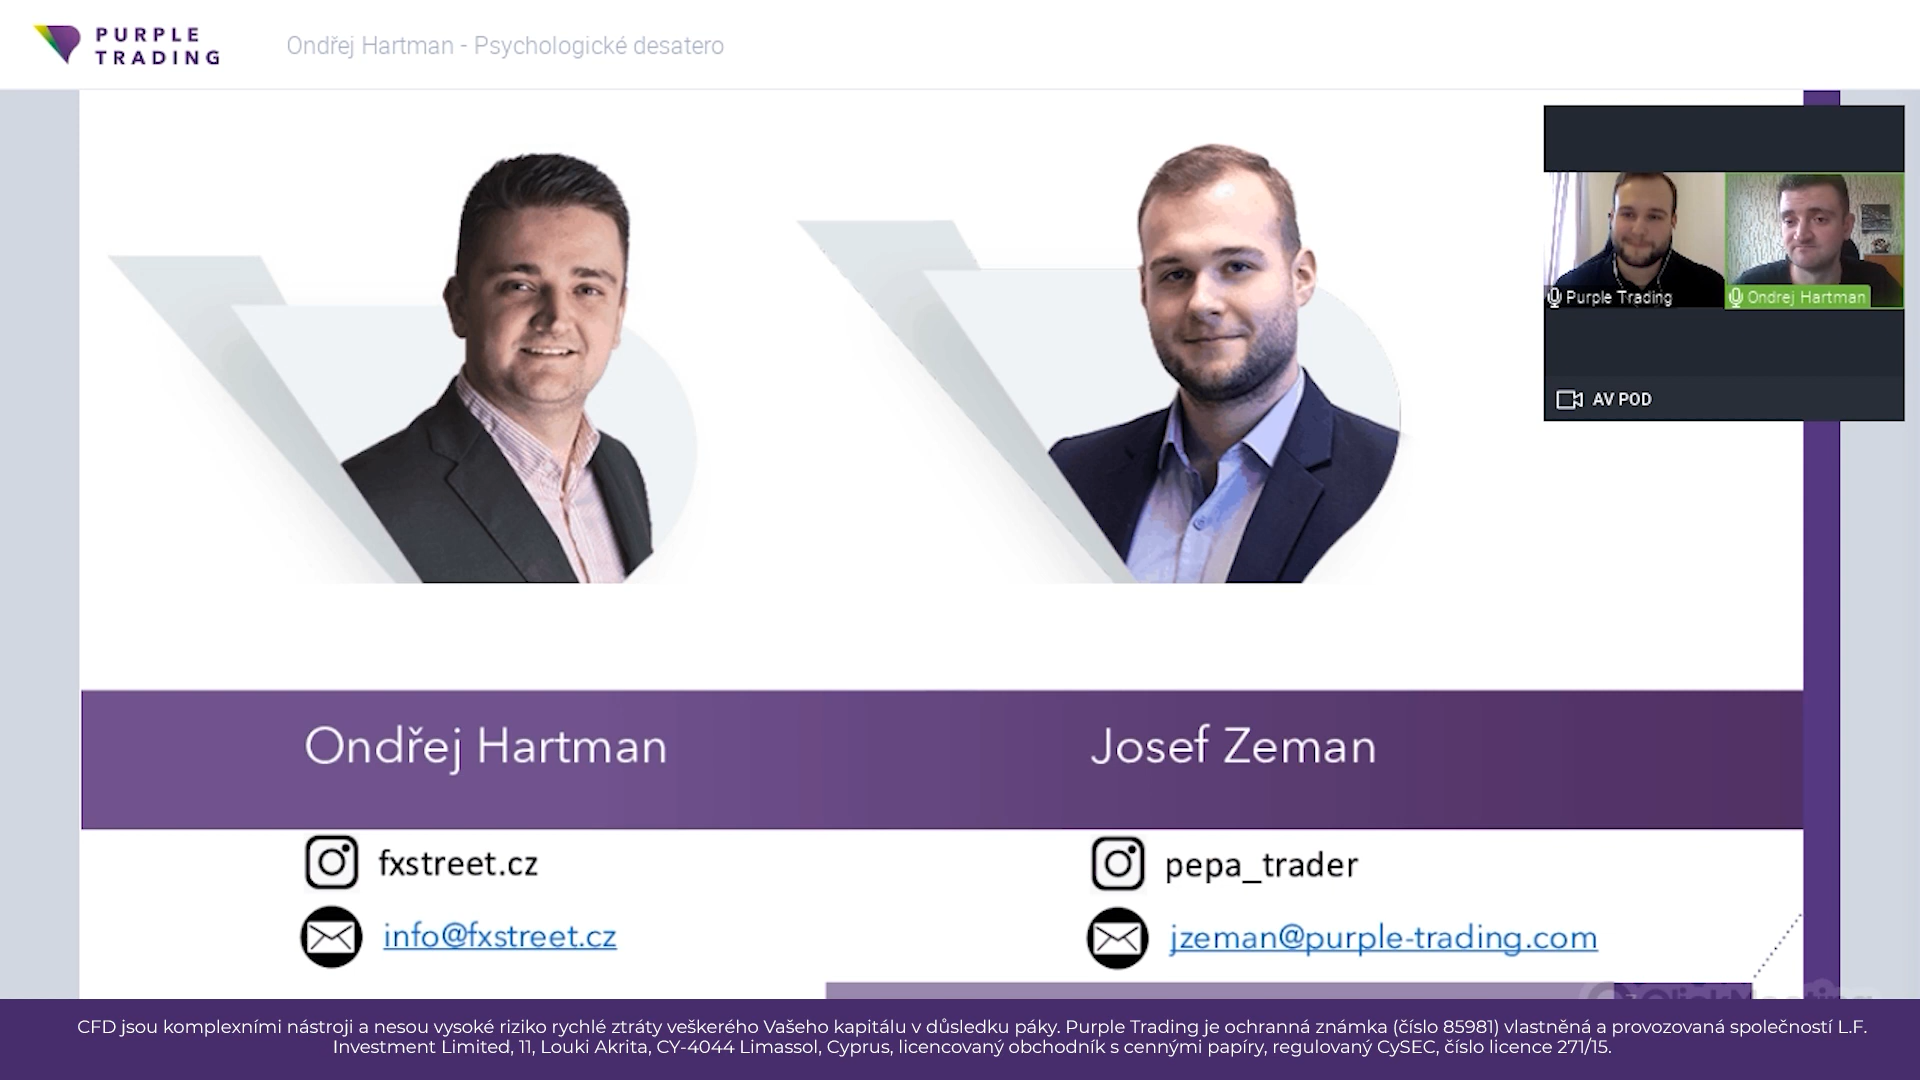 PURPLE
TRADING
Ondřej Hartman - Psychologické desatero
Purple Trading
Ondrej Hartman
AV POD
Ondřej Hartman
Josef Zeman
fxstreet.cz
pepa_trader
info@fxstreet.cz
jzeman@purple-trading.com
CFD jsou komplexními nástroji a nesou vysoké riziko rychlé ztráty veškerého Vašeho kapitálu v důsledku páky. Purple Trading je ochranná známka (číslo 85981) vlastněná a provozovaná společností L.F.
Investment Limited, 11, Louki Akrita, CY-4044 Limassol, Cyprus, licencovaný obchodník s cennými papíry, regulovaný CySEC, číslo licence 271/15.